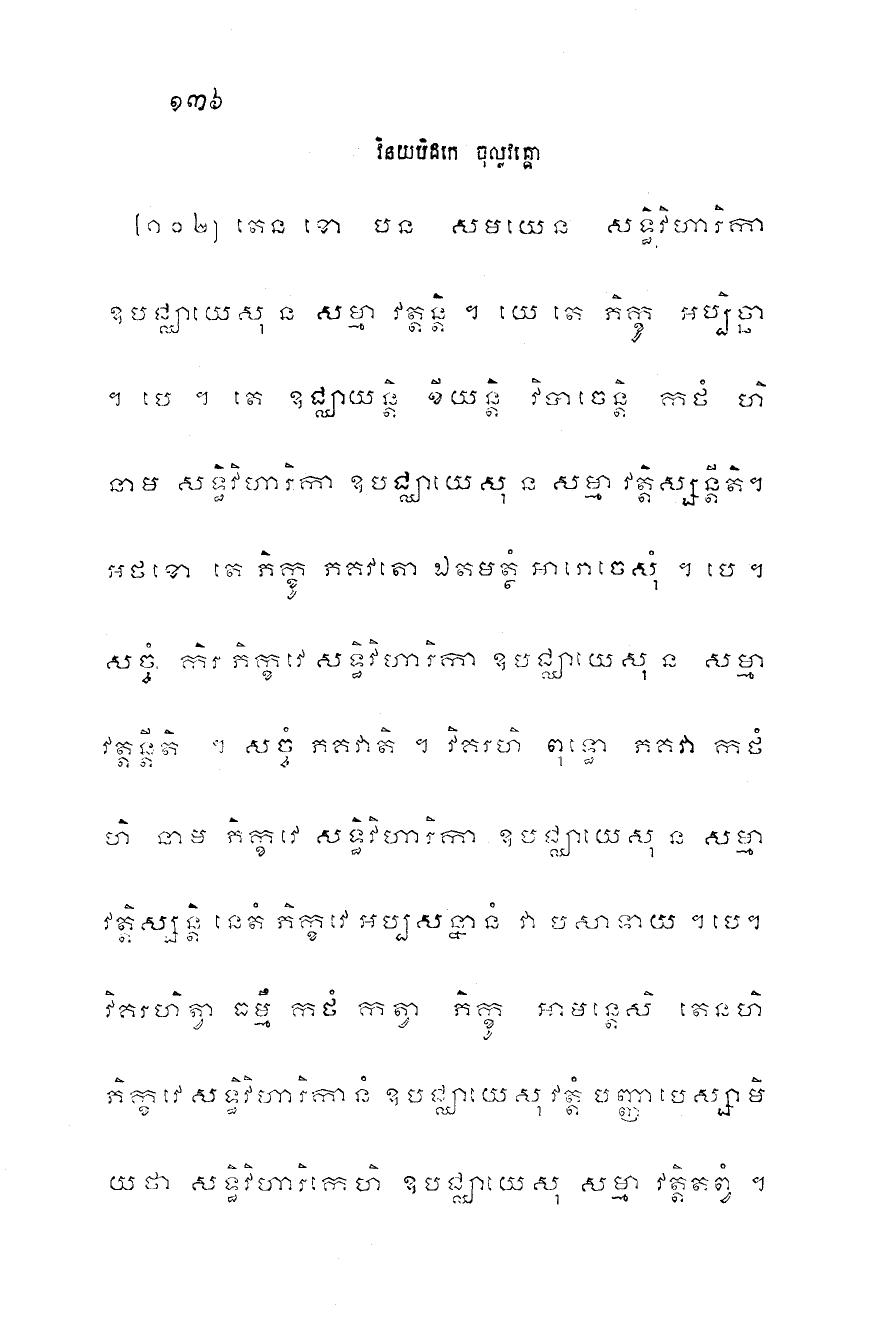 ១៣៦
វិនយបិដកេ ចុល្លវគ្គោ
[១០២] តេន ខោ បន សមយេន សទ្ធិវិហារិកា
ឧបជ្ឈាយេសុ ន សម្មា វត្តន្តិ ។ យេ តេ ភិក្ខូ អប្បិច្ឆា
។ បេ ។ តេ ឧជ្ឈាយន្តិ ខីយន្តិ វិបាចេន្តិ កថំ ហិ
នាម សទ្ធិវិហារិកា ឧបជ្ឈាយេសុ ន សម្មា វត្តិស្សន្តីតិ។
អថខោ តេ ភិក្ខូ ភគវតោ ឯតមត្ថំ អារោចេសុំ ។ បេ ។
សច្ចំ កិរ ភិក្ខវេ សទ្ធិវិហារិកា ឧបជ្ឈាយេសុ ន សម្មា
វត្តន្តីតិ ។ សច្ចំ ភគវាតិ ។ វិគរហិ ពុទ្ធោ ភគវា កថំ
ហិ នាម ភិក្ខវេ សទ្ធិវិហារិកា ឧបជ្ឈាយេសុ ន សម្មា
វត្តិស្សន្តិ នេតំ ភិក្ខវេ អប្បសន្នានំ វា បសាទាយ ។បេ។
វិគរហិត្វា ធម្មឹ កថំ កត្វា ភិក្ខូ អាមន្តេសិ តេនហិ
ភិក្ខវេ សទ្ធិវិហារិកានំ ឧបជ្ឈាយេសុ វត្តំ បញ្ញាបេស្សាមិ
យថា សទ្ធិវិហារិកេហិ ឧបជ្ឈាយេសុ សម្មា វត្តិតព្វំ ។